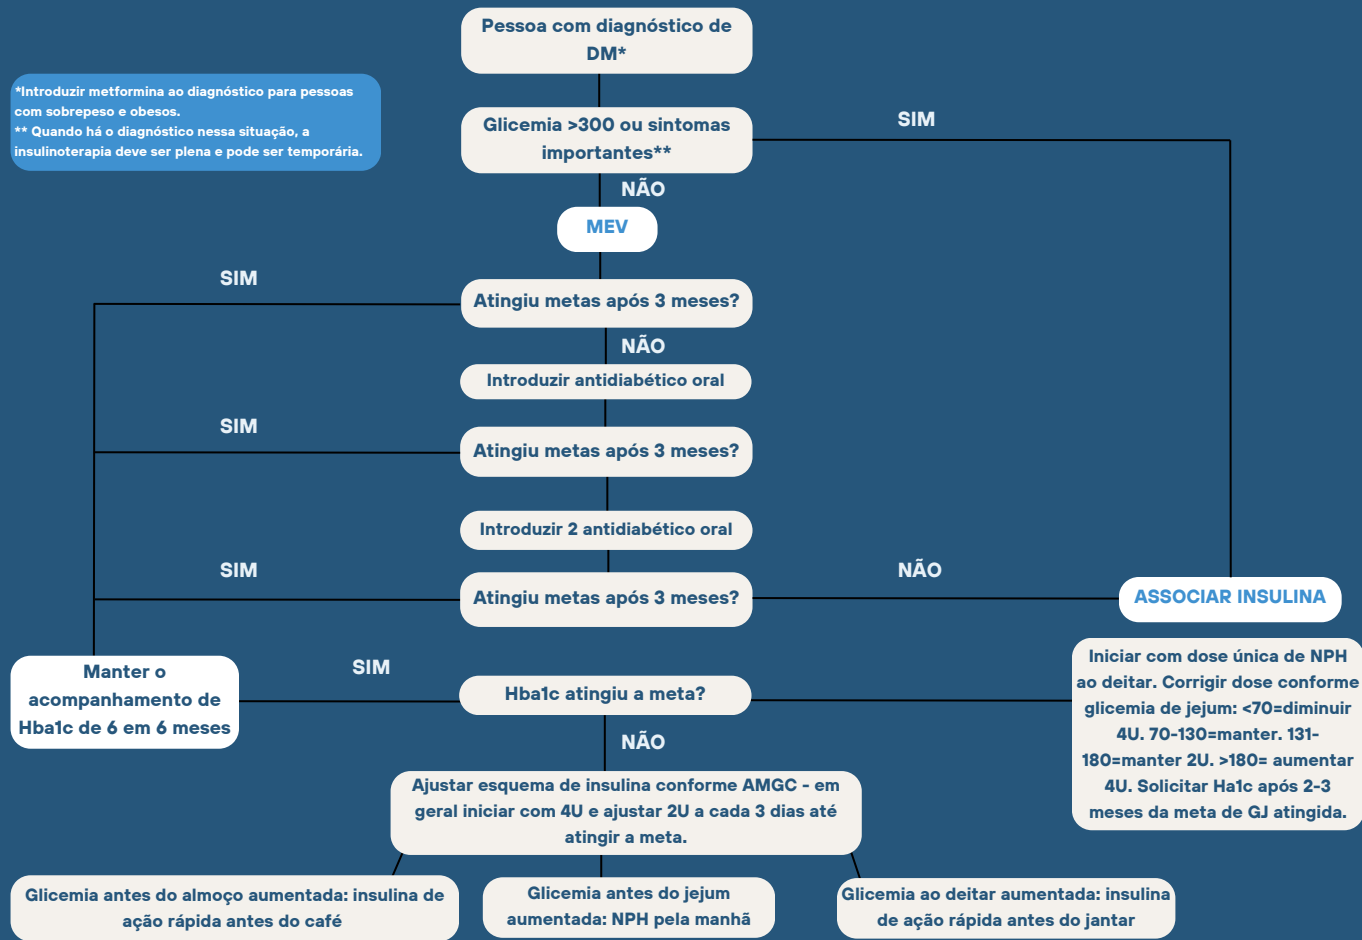 Pessoa com diagnóstico de
DM*
*Introduzir metformina ao diagnóstico para pessoas
com sobrepeso e obesos.
** Quando há o diagnóstico nessa situação, a
insulinoterapia deve ser plena e pode ser temporária.
Glicemia >300 ou sintomas
importantes**
SIM
NÃO
MEV
SIM
Atingiu metas após 3 meses?
NÃO
Introduzir antidiabético oral
SIM
Atingiu metas após 3 meses?
Introduzir 2 antidiabético oral
SIM
Atingiu metas após 3 meses?
NÃO
ASSOCIAR INSULINA
Iniciar com dose única de NPH
ao deitar. Corrigir dose conforme
glicemia de jejum: <70=diminuir
4U. 70-130=manter. 131-
180=manter 2U. >180= aumentar
4U. Solicitar Ha1c após 2-3
meses da meta de GJ atingida.
Manter o
acompanhamento de
Hba1c de 6 em 6 meses
SIM
Hba1c atingiu a meta?
NÃO
Ajustar esquema de insulina conforme AMGC - em
geral iniciar com 4U e ajustar 2U a cada 3 dias até
atingir a meta.
Glicemia antes do almoço aumentada: insulina de
ação rápida antes do café
Glicemia antes do jejum
aumentada: NPH pela manhã
Glicemia ao deitar aumentada: insulina
de ação rápida antes do jantar